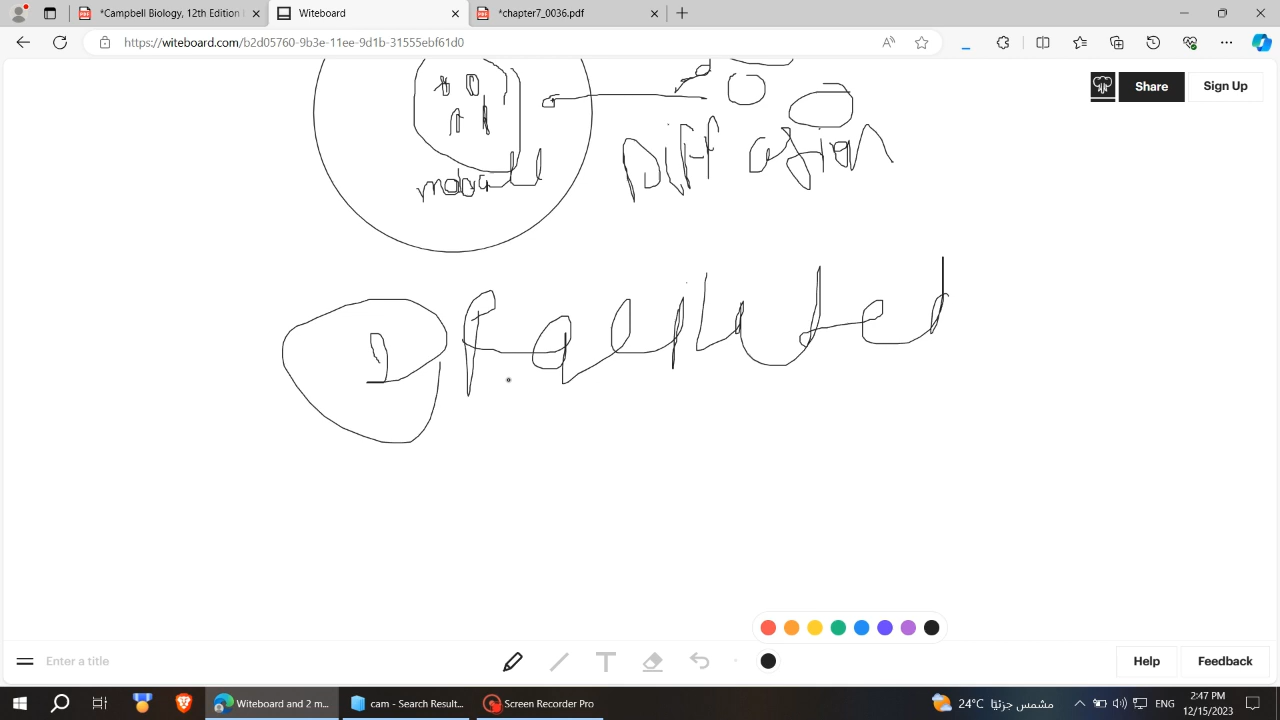 *Campbell Biology, 12th Edition
Witeboard
*chapter7_0036.pdf
https://witeboard.com/b2d05760-9b3e-11ee-9d1b-31555ebf61d0
Share
Sign Up
Diffusion
Facilitated
Enter a title
Help
Feedback
Witeboard and 2 m...
cam - Search Result...
Screen Recorder Pro
24°C مشمس جزئيًا
ENG
2:47 PM
12/15/2023